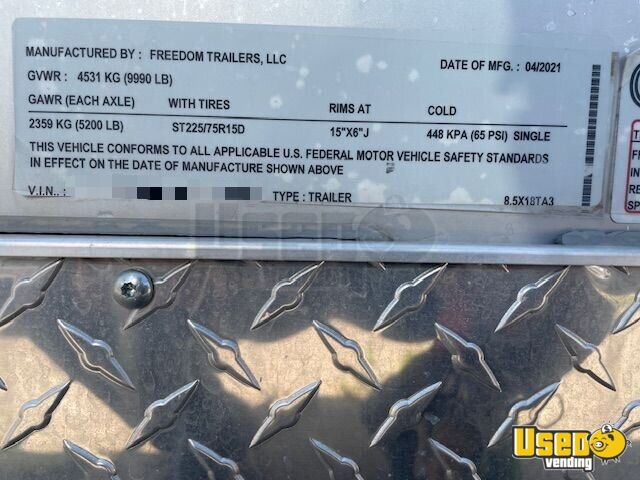 MANUFACTURED BY : FREEDOM TRAILERS, LLC DATE OF MFG. : 04/2021
GVWR : 4531 KG (9990 LB)
GAWR (EACH AXLE) WITH TIRES RIMS AT COLD
2359 KG (5200 LB) ST225/75R15D 15"X6"J 448 KPA (65 PSI) SINGLE
THIS VEHICLE CONFORMS TO ALL APPLICABLE U.S. FEDERAL MOTOR VEHICLE SAFETY STANDARDS
IN EFFECT ON THE DATE OF MANUFACTURE SHOWN ABOVE
V.I.N. : TYPE : TRAILER 8.5X18TA3
USED
vending